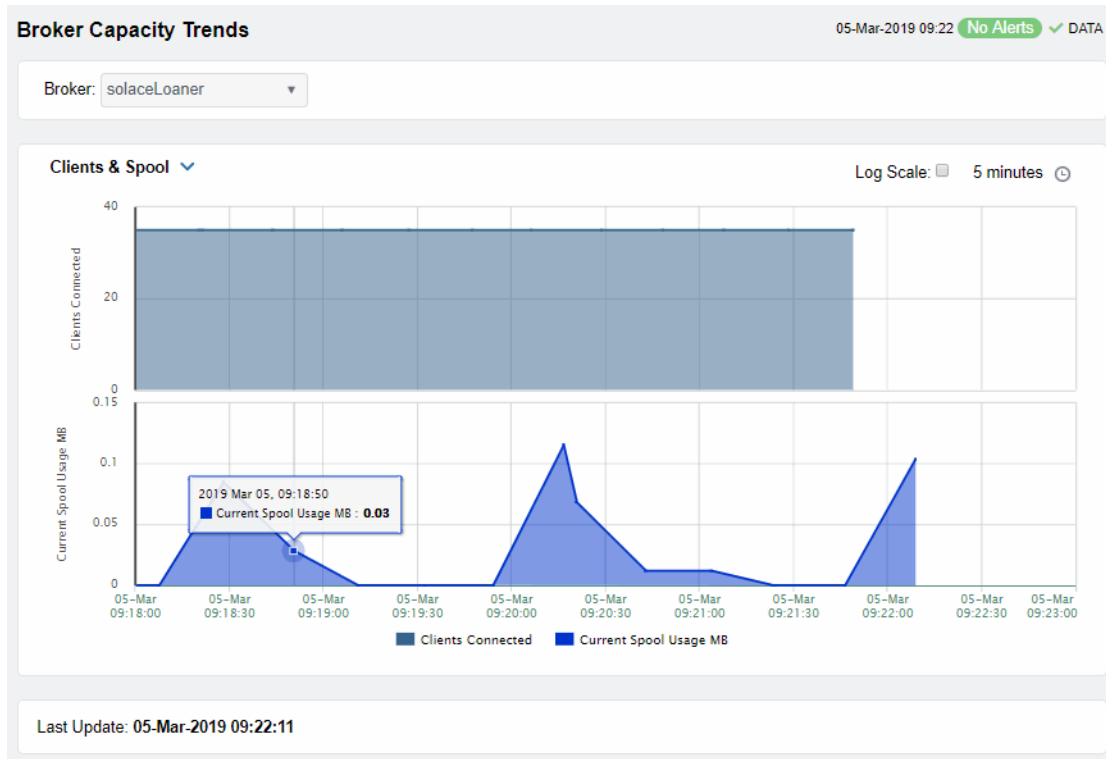 Broker Capacity Trends
05-Mar-2019 09:22 No Alerts DATA
Broker: solaceLoaner
Clients & Spool
Log Scale: 5 minutes
40
20
0
Clients Connected
0.15
0.1
0.05
0
Current Spool Usage MB
2019 Mar 05, 09:18:50
Current Spool Usage MB : 0.03
05-Mar 05-Mar 05-Mar 05-Mar 05-Mar 05-Mar 05-Mar 05-Mar 05-Mar 05-Mar 05-Mar
09:18:00 09:18:30 09:19:00 09:19:30 09:20:00 09:20:30 09:21:00 09:21:30 09:22:00 09:22:30 09:23:00
Clients Connected Current Spool Usage MB
Last Update: 05-Mar-2019 09:22:11